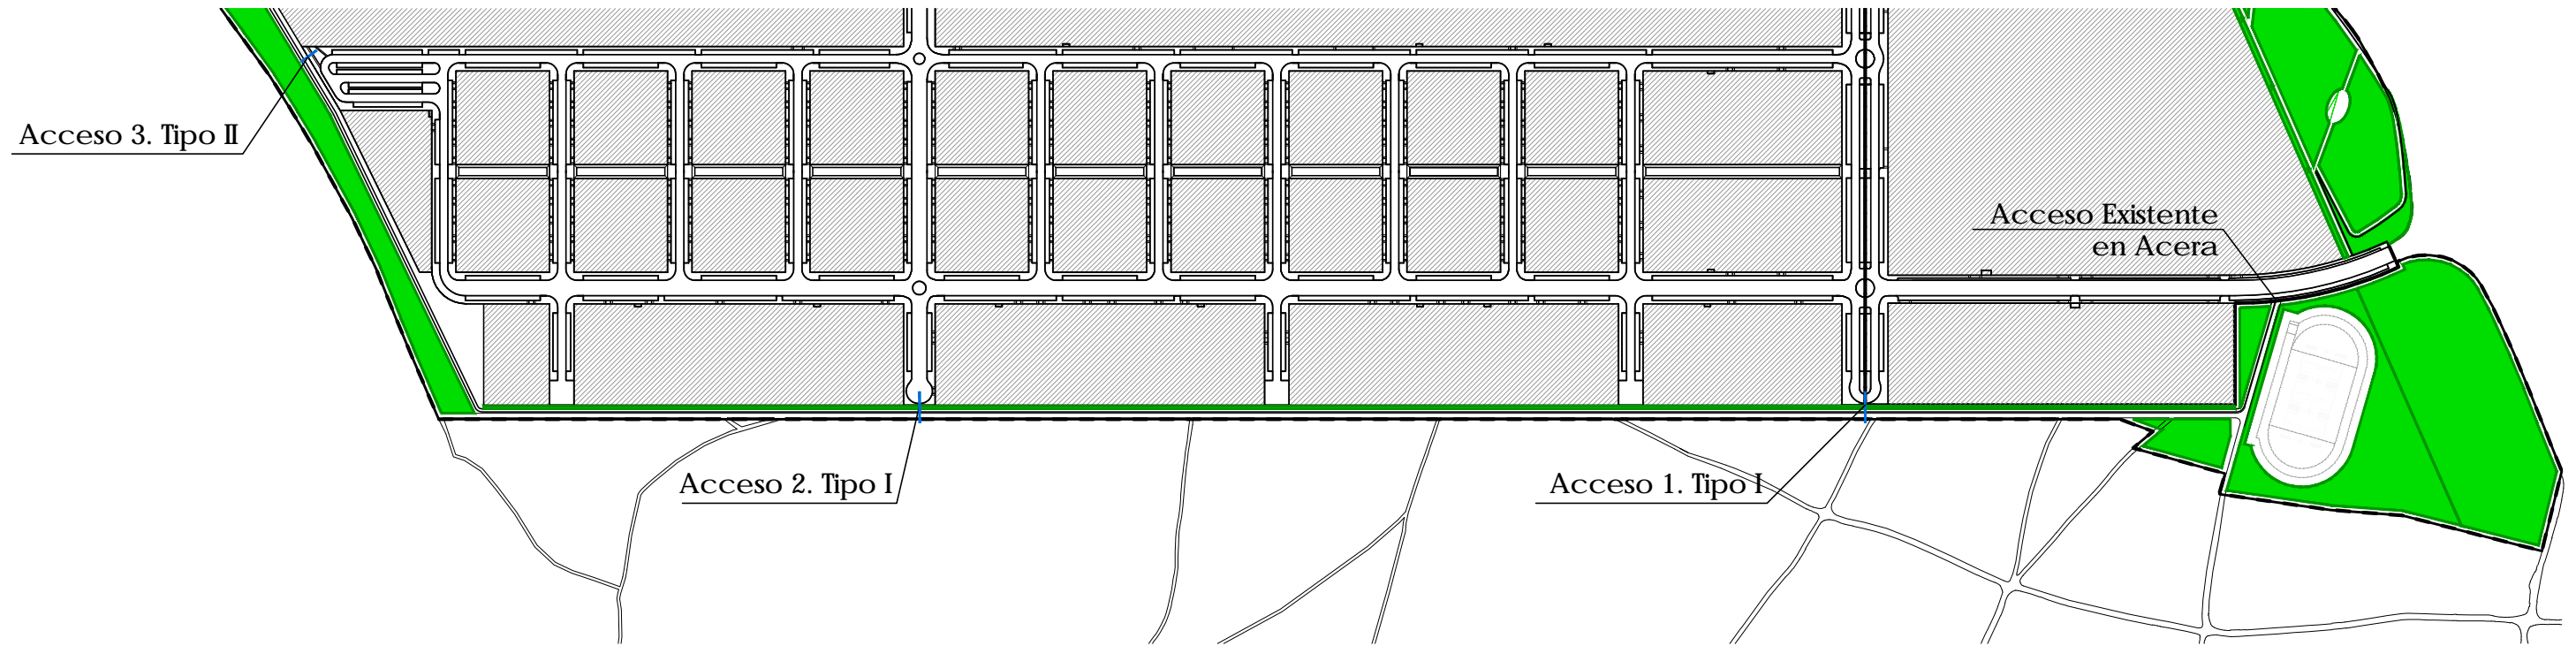 Acceso 3. Tipo II
Acceso Existente
en Acera
Acceso 2. Tipo I
Acceso 1. Tipo I